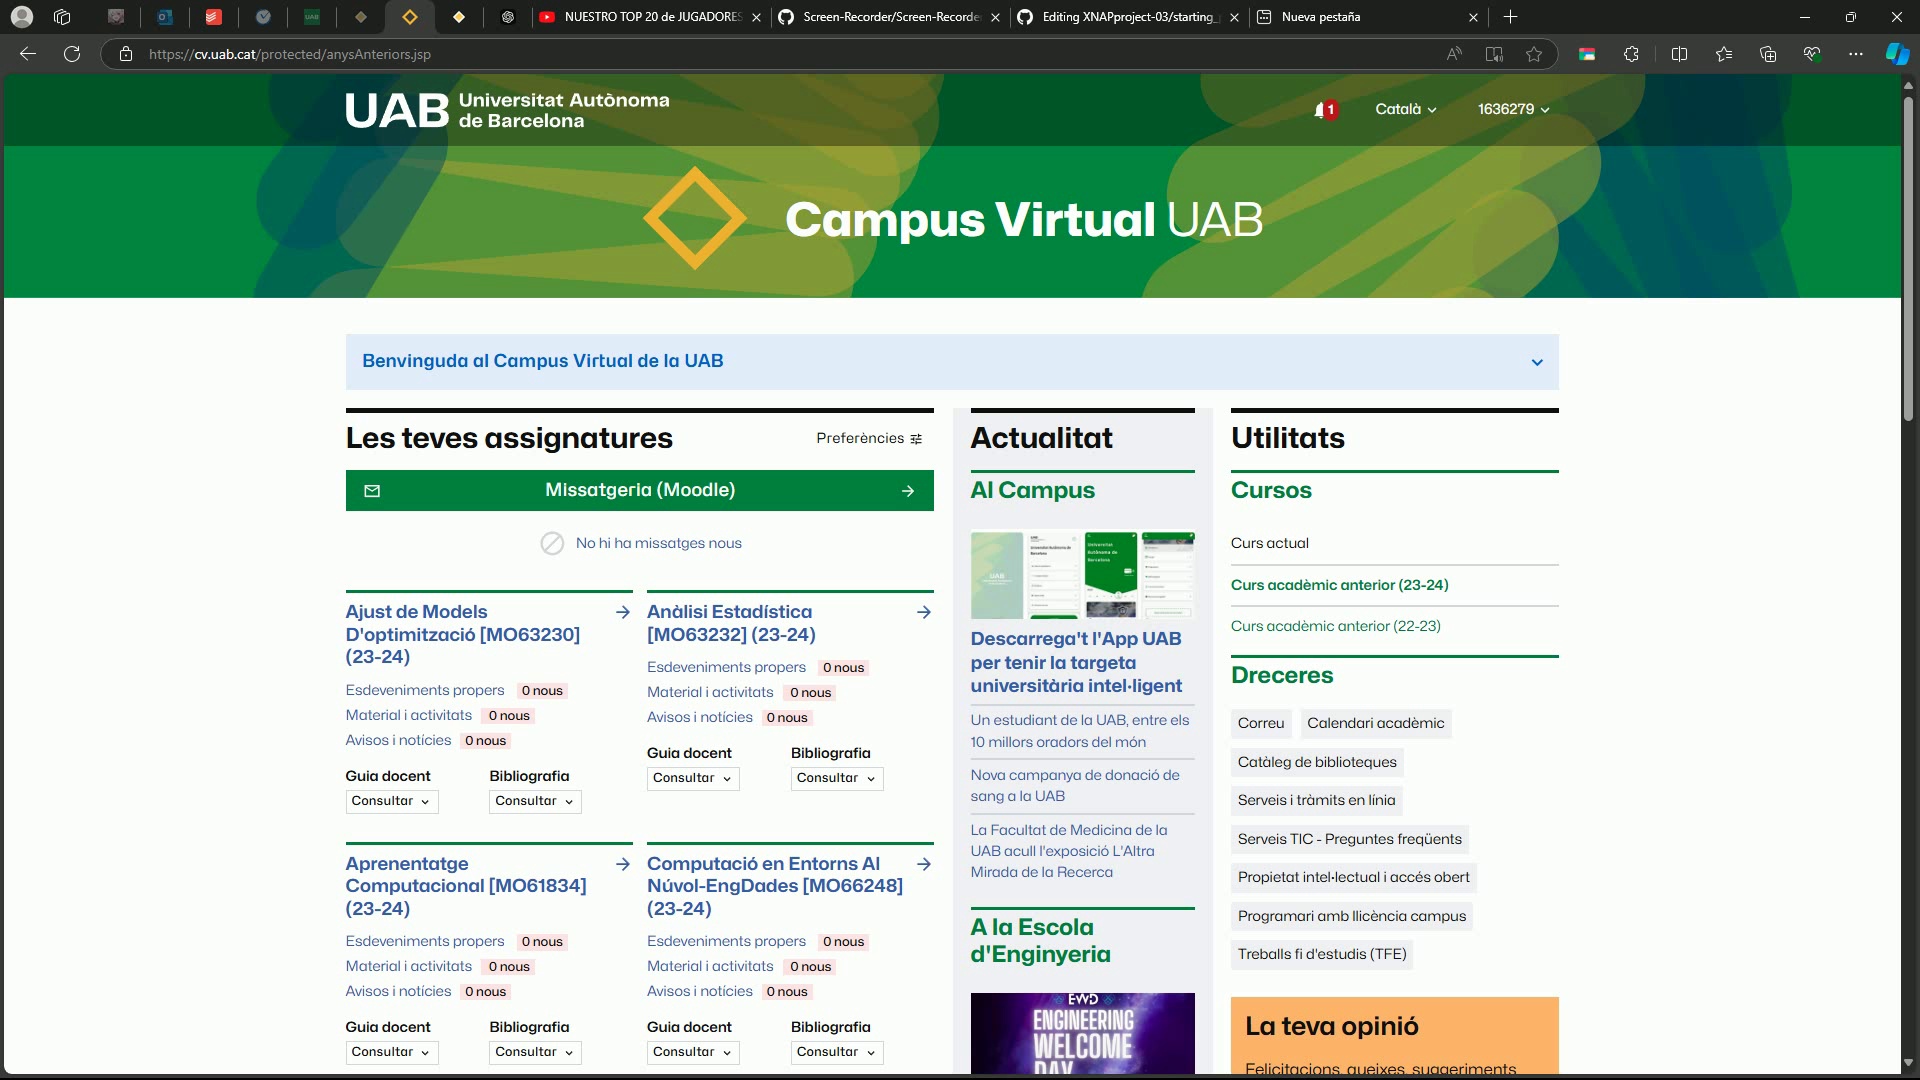 NUESTRO TOP 20 de JUGADORES
Screen-Recorder/Screen-Recorde
Editing XNAPproject-03/starting_
Nueva pestaña
https://cv.uab.cat/protected/anysAnteriors.jsp
UAB Universitat Autònoma
de Barcelona
1
Català
1636279
Campus Virtual UAB
Benvinguda al Campus Virtual de la UAB
Les teves assignatures
Preferències
Missatgeria (Moodle)
No hi ha missatges nous
Ajust de Models
D'optimització [MO63230]
(23-24)
Esdeveniments propers 0 nous
Material i activitats 0 nous
Avisos i notícies 0 nous
Guia docent Bibliografia
Consultar Consultar
Anàlisi Estadística
[MO63232] (23-24)
Esdeveniments propers 0 nous
Material i activitats 0 nous
Avisos i notícies 0 nous
Guia docent Bibliografia
Consultar Consultar
Aprenentatge
Computacional [MO61834]
(23-24)
Esdeveniments propers 0 nous
Material i activitats 0 nous
Avisos i notícies 0 nous
Guia docent Bibliografia
Consultar Consultar
Computació en Entorns Al
Núvol-EngDades [MO66248]
(23-24)
Esdeveniments propers 0 nous
Material i activitats 0 nous
Avisos i notícies 0 nous
Guia docent Bibliografia
Consultar Consultar
Actualitat
Al Campus
Descarrega't l'App UAB
per tenir la targeta
universitària intel·ligent
Un estudiant de la UAB, entre els
10 millors oradors del món
Nova campanya de donació de
sang a la UAB
La Facultat de Medicina de la
UAB acull l'exposició L'Altra
Mirada de la Recerca
A la Escola
d'Enginyeria
EWD
ENGINEERING
WELCOME
DAY
Utilitats
Cursos
Curs actual
Curs acadèmic anterior (23-24)
Curs acadèmic anterior (22-23)
Dreceres
Correu
Calendari acadèmic
Catàleg de biblioteques
Serveis i tràmits en línia
Serveis TIC - Preguntes freqüents
Propietat intel·lectual i accés obert
Programari amb llicència campus
Treballs fi d'estudis (TFE)
La teva opinió
Felicitacions, queixes, suggeriments